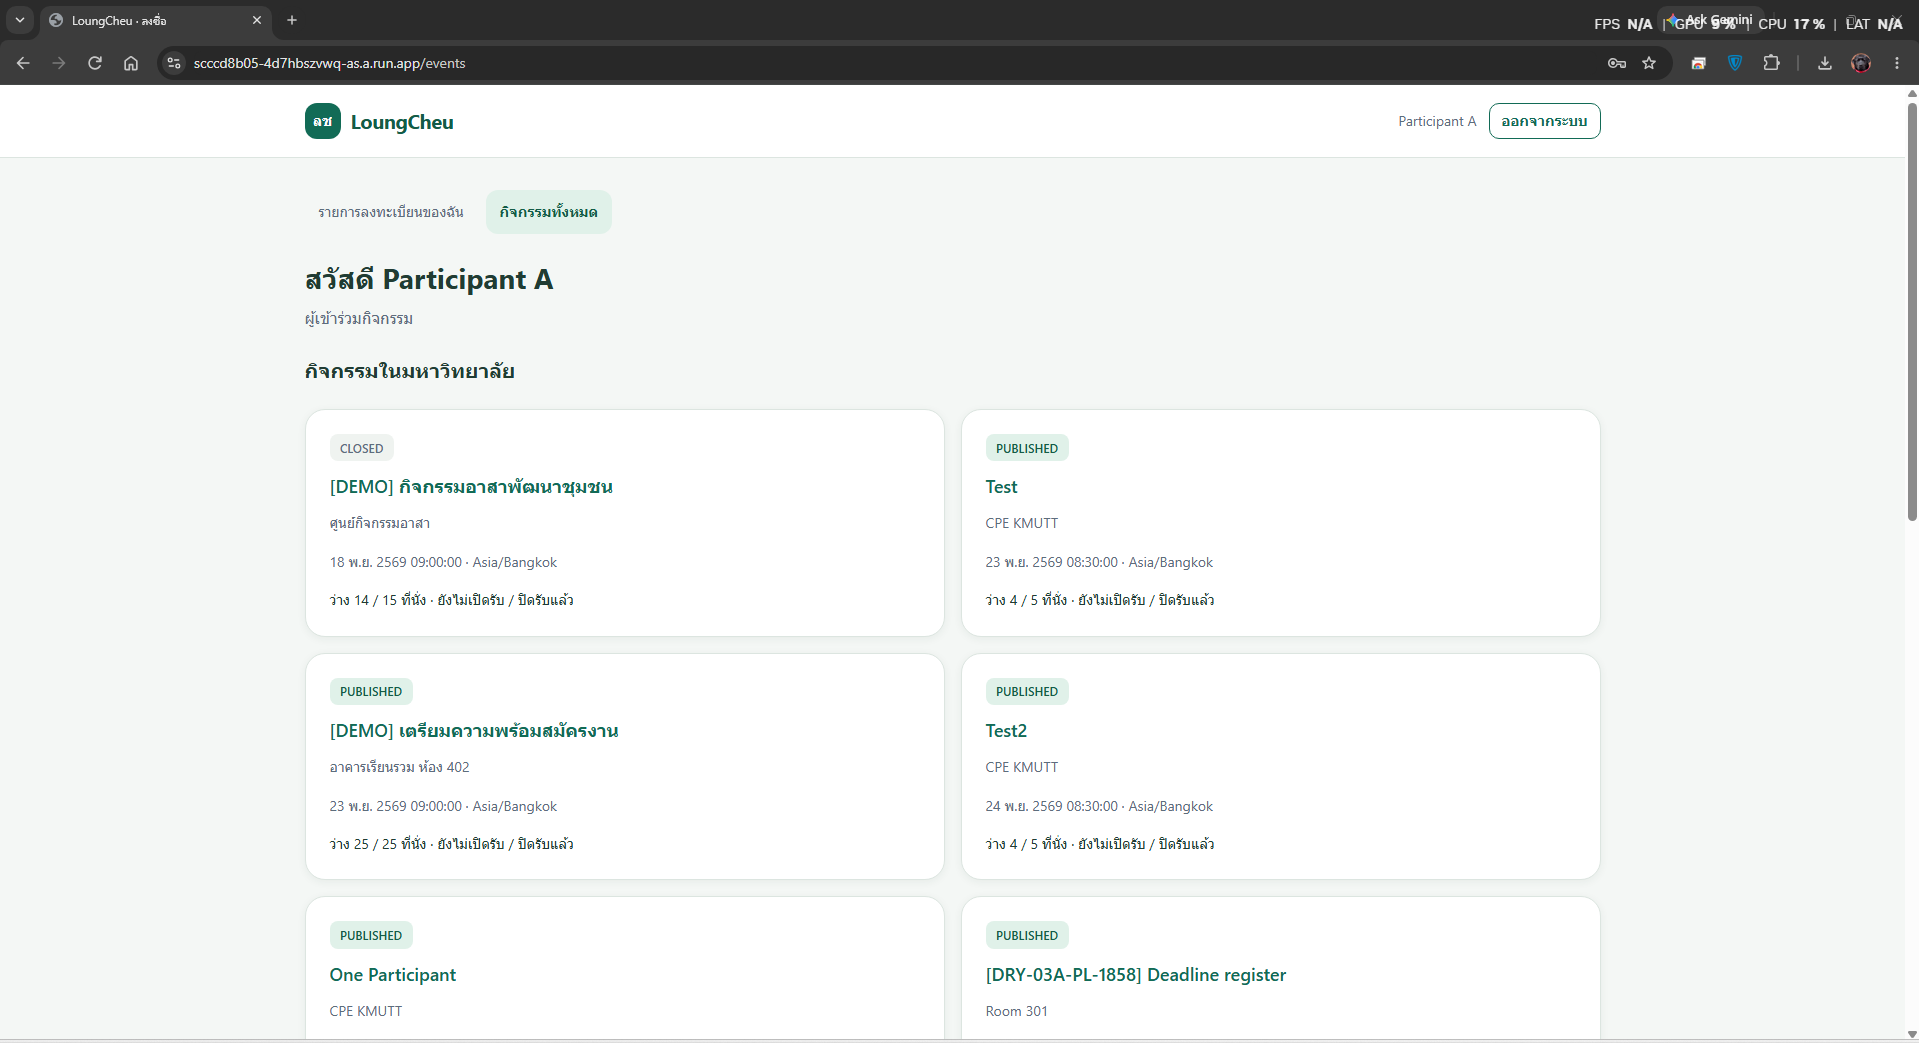 LoungCheu · ลงชื่อ
FPS N/A | GPU 9% | CPU 17% | LAT N/A
Ask Gemini
scccd8b05-4d7hbszvwq-as.a.run.app/events
ลช LoungCheu
Participant A ออกจากระบบ
รายการลงทะเบียนของฉัน กิจกรรมทั้งหมด
สวัสดี Participant A
ผู้เข้าร่วมกิจกรรม
กิจกรรมในมหาวิทยาลัย
CLOSED
[DEMO] กิจกรรมอาสาพัฒนาชุมชน
ศูนย์กิจกรรมอาสา
18 พ.ย. 2569 09:00:00 · Asia/Bangkok
ว่าง 14 / 15 ที่นั่ง · ยังไม่เปิดรับ / ปิดรับแล้ว
PUBLISHED
Test
CPE KMUTT
23 พ.ย. 2569 08:30:00 · Asia/Bangkok
ว่าง 4 / 5 ที่นั่ง · ยังไม่เปิดรับ / ปิดรับแล้ว
PUBLISHED
[DEMO] เตรียมความพร้อมสมัครงาน
อาคารเรียนรวม ห้อง 402
23 พ.ย. 2569 09:00:00 · Asia/Bangkok
ว่าง 25 / 25 ที่นั่ง · ยังไม่เปิดรับ / ปิดรับแล้ว
PUBLISHED
Test2
CPE KMUTT
24 พ.ย. 2569 08:30:00 · Asia/Bangkok
ว่าง 4 / 5 ที่นั่ง · ยังไม่เปิดรับ / ปิดรับแล้ว
PUBLISHED
One Participant
CPE KMUTT
PUBLISHED
[DRY-03A-PL-1858] Deadline register
Room 301